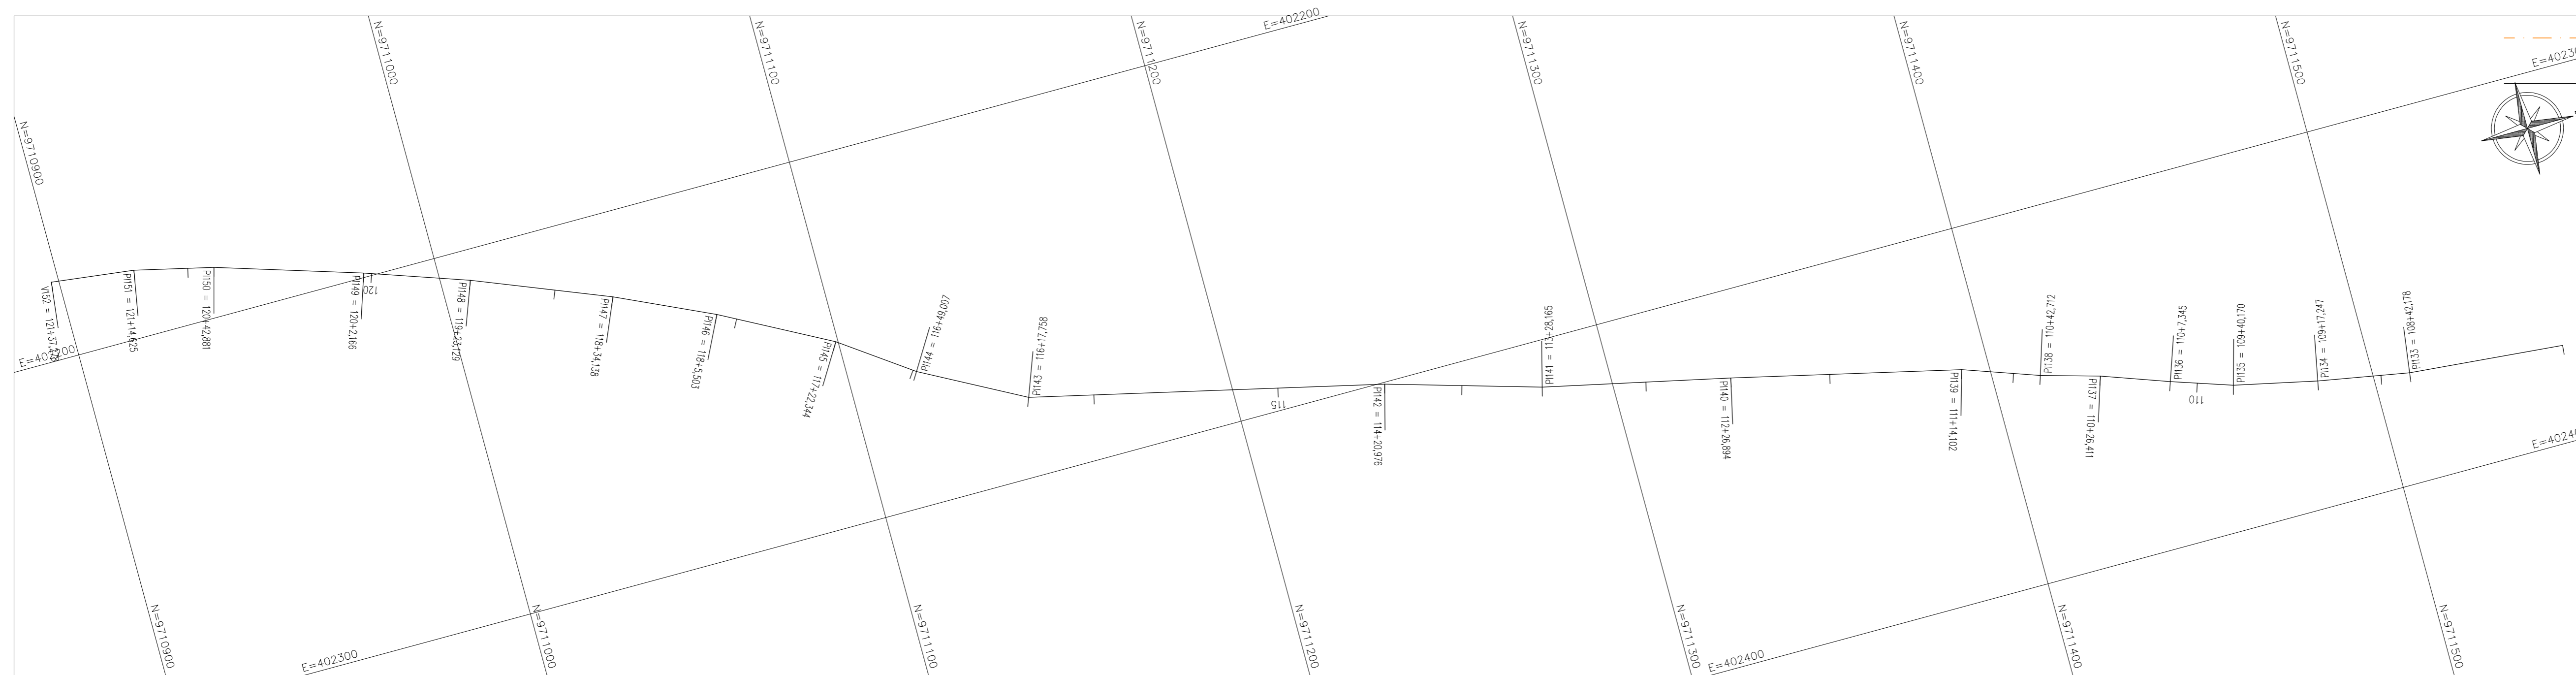 N=9711000
N=9711100
N=9711200
E=402200
N=9711300
N=9711400
N=9711500
N=9710900
E=402200
V152 = 121+37,
PI151 = 121+14,625
PI150 = 120+42,881
PI149 = 120+2,166
120
PI148 = 119+23,129
PI147 = 118+34,138
PI146 = 118+5,503
PI145 = 117+22,344
PI144 = 116+49,007
PI143 = 116+17,758
115
PI142 = 114+20,976
PI141 = 113+28,165
PI140 = 112+26,894
PI139 = 111+14,102
PI138 = 110+42,712
PI137 = 110+26,411
PI136 = 110+7,345
110
PI135 = 109+40,170
PI134 = 109+17,247
PI133 = 108+42,178
N=9710900
E=402300
N=9711000
N=9711100
N=9711200
N=9711300
E=402400
N=9711400
N=9711500